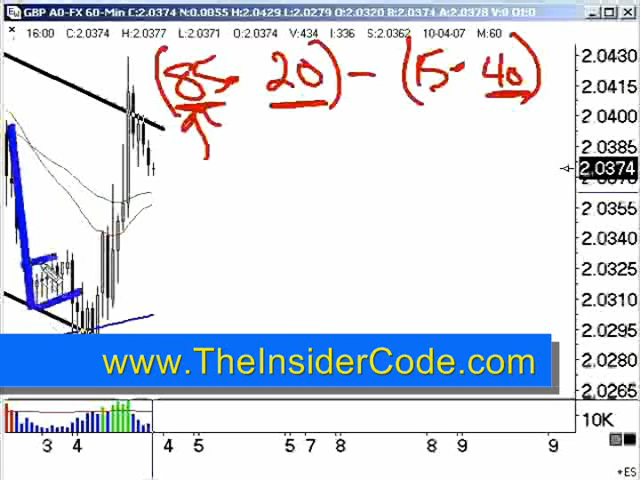 GBP A0-FX 60-Min C:2.0374 N:0.0055 H:2.0429 L:2.0279 O:2.0320 R:2.0374 A:2.0378 V:0 O1:0
16:00 C:2.0374 H:2.0377 L:2.0371 O:2.0374 V:434 I:336 S:2.0362 10-04-07 M:60
(85 · 20) - (15 · 40)
2.0430
2.0415
2.0400
2.0385
2.0374
2.0355
2.0340
2.0325
2.0310
2.0295
2.0280
2.0265
www.TheInsiderCode.com
10K
3 4 4 5 5 7 8 8 9 9
+ES